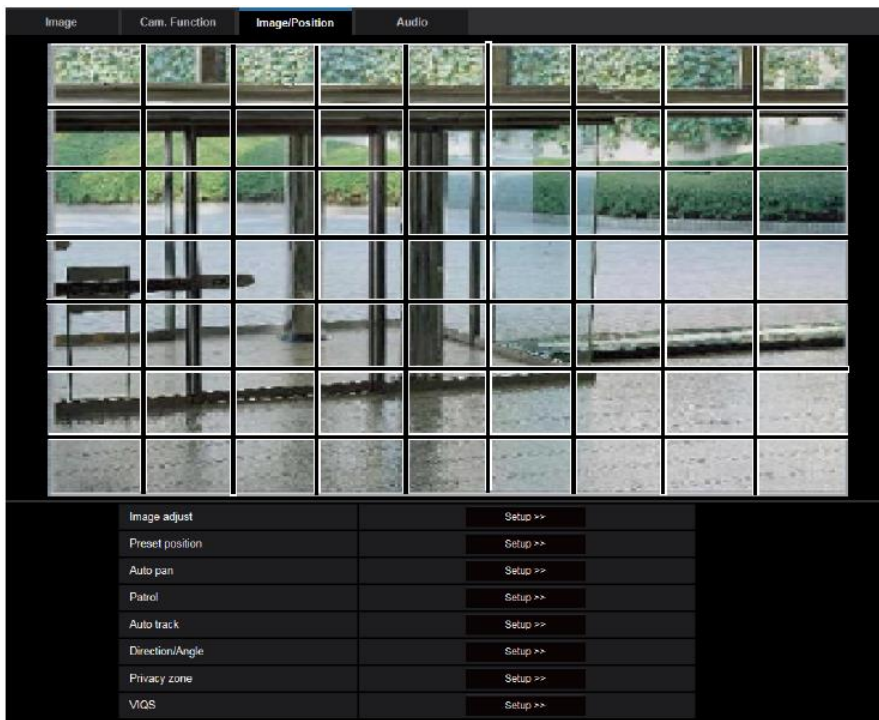 Image Cam. Function Image/Position Audio
Image adjust Setup >>
Preset position Setup >>
Auto pan Setup >>
Patrol Setup >>
Auto track Setup >>
Direction/Angle Setup >>
Privacy zone Setup >>
VIQS Setup >>